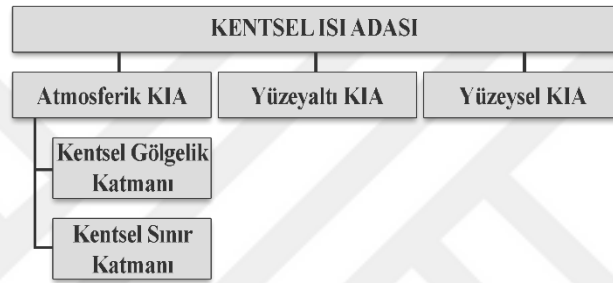 KENTSEL ISI ADASI
Atmosferik KIA
Yüzeyaltı KIA
Yüzeysel KIA
Kentsel Gölgelik
Katmanı
Kentsel Sınır
Katmanı